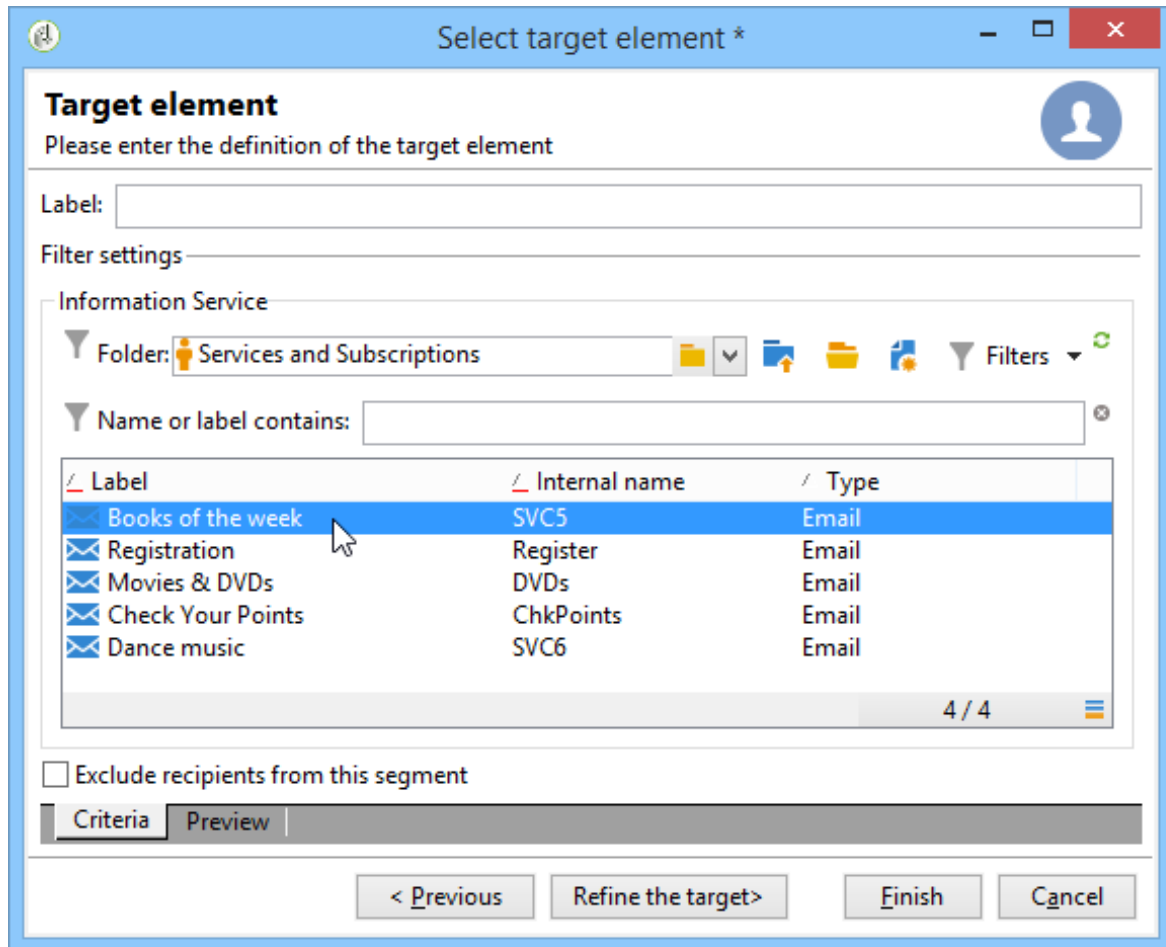 Select target element *
Target element
Please enter the definition of the target element
Label:
Filter settings
Information Service
Folder: Services and Subscriptions Filters
Name or label contains:
Label Internal name Type
Books of the week SVC5 Email
Registration Register Email
Movies & DVDs DVDs Email
Check Your Points ChkPoints Email
Dance music SVC6 Email
4 / 4
Exclude recipients from this segment
Criteria Preview
< Previous Refine the target> Finish Cancel